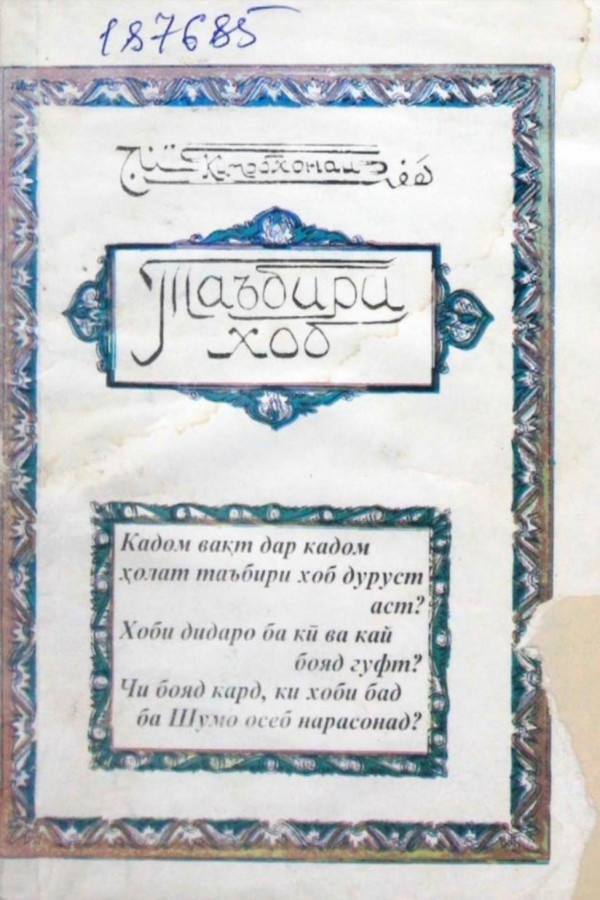 187685
Китобхонаи
Таъбири
хоб
Кадом вақт дар кадом
ҳолат таъбири хоб дуруст
аст?
Хоби дидаро ба кӣ ва кай
бояд гуфт?
Чи бояд кард, ки хоби бад
ба Шумо осеб нарасонад?